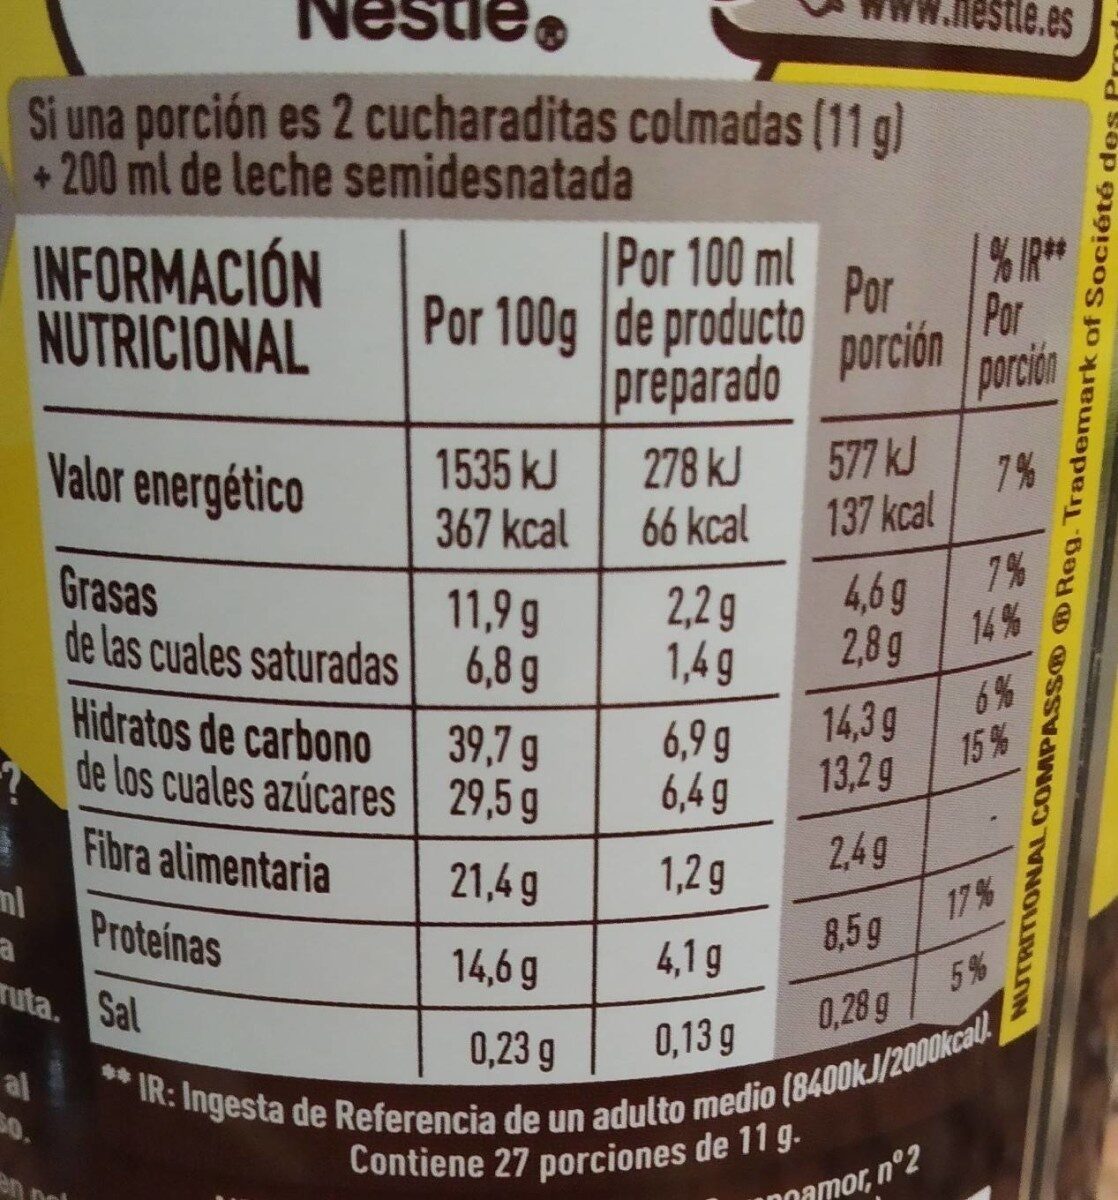 Nestlé®
www.nestle.es
Si una porción es 2 cucharaditas colmadas (11 g)
+ 200 ml de leche semidesnatada
INFORMACIÓN NUTRICIONAL | Por 100g | Por 100 ml de producto preparado | Por porción | % IR** Por porción
Valor energético | 1535 kJ | 278 kJ | 577 kJ | 7%
367 kcal | 66 kcal | 137 kcal
Grasas | 11,9 g | 2,2 g | 4,6 g | 7%
de las cuales saturadas | 6,8 g | 1,4 g | 2,8 g | 14%
Hidratos de carbono | 39,7 g | 6,9 g | 14,3 g | 6%
de los cuales azúcares | 29,5 g | 6,4 g | 13,2 g | 15%
Fibra alimentaria | 21,4 g | 1,2 g | 2,4 g | -
Proteínas | 14,6 g | 4,1 g | 8,5 g | 17%
Sal | 0,23 g | 0,13 g | 0,28 g | 5%
** IR: Ingesta de Referencia de un adulto medio (8400kJ/2000kcal).
Contiene 27 porciones de 11 g.
NUTRITIONAL COMPASS® ® Reg. Trademark of Société des
?
ml
a
ruta.
al
so.
nº 2